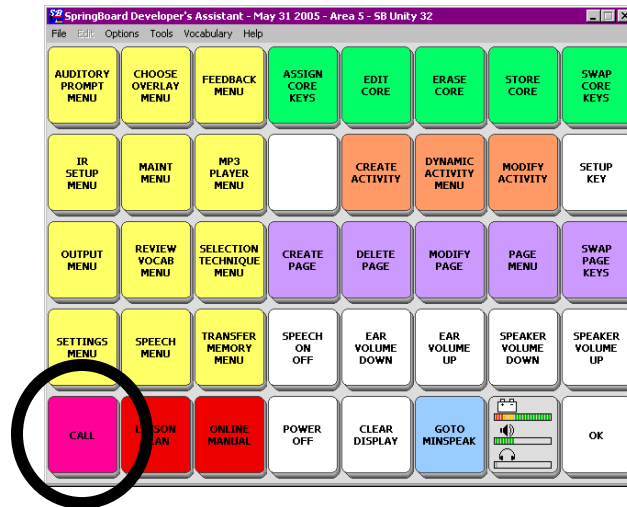 SpringBoard Developer's Assistant - May 31 2005 - Area 5 - SB Unity 32
File Edit Options Tools Vocabulary Help
AUDITORY
PROMPT
MENU
CHOOSE
OVERLAY
MENU
FEEDBACK
MENU
ASSIGN
CORE
KEYS
EDIT
CORE
ERASE
CORE
STORE
CORE
SWAP
CORE
KEYS
IR
SETUP
MENU
MAINT
MENU
MP3
PLAYER
MENU
CREATE
ACTIVITY
DYNAMIC
ACTIVITY
MENU
MODIFY
ACTIVITY
SETUP
KEY
OUTPUT
MENU
REVIEW
VOCAB
MENU
SELECTION
TECHNIQUE
MENU
CREATE
PAGE
DELETE
PAGE
MODIFY
PAGE
PAGE
MENU
SWAP
PAGE
KEYS
SETTINGS
MENU
SPEECH
MENU
TRANSFER
MEMORY
MENU
SPEECH
ON
OFF
EAR
VOLUME
DOWN
EAR
VOLUME
UP
SPEAKER
VOLUME
DOWN
SPEAKER
VOLUME
UP
CALL
ONLINE
MANUAL
POWER
OFF
CLEAR
DISPLAY
GOTO
MINSPEAK
OK